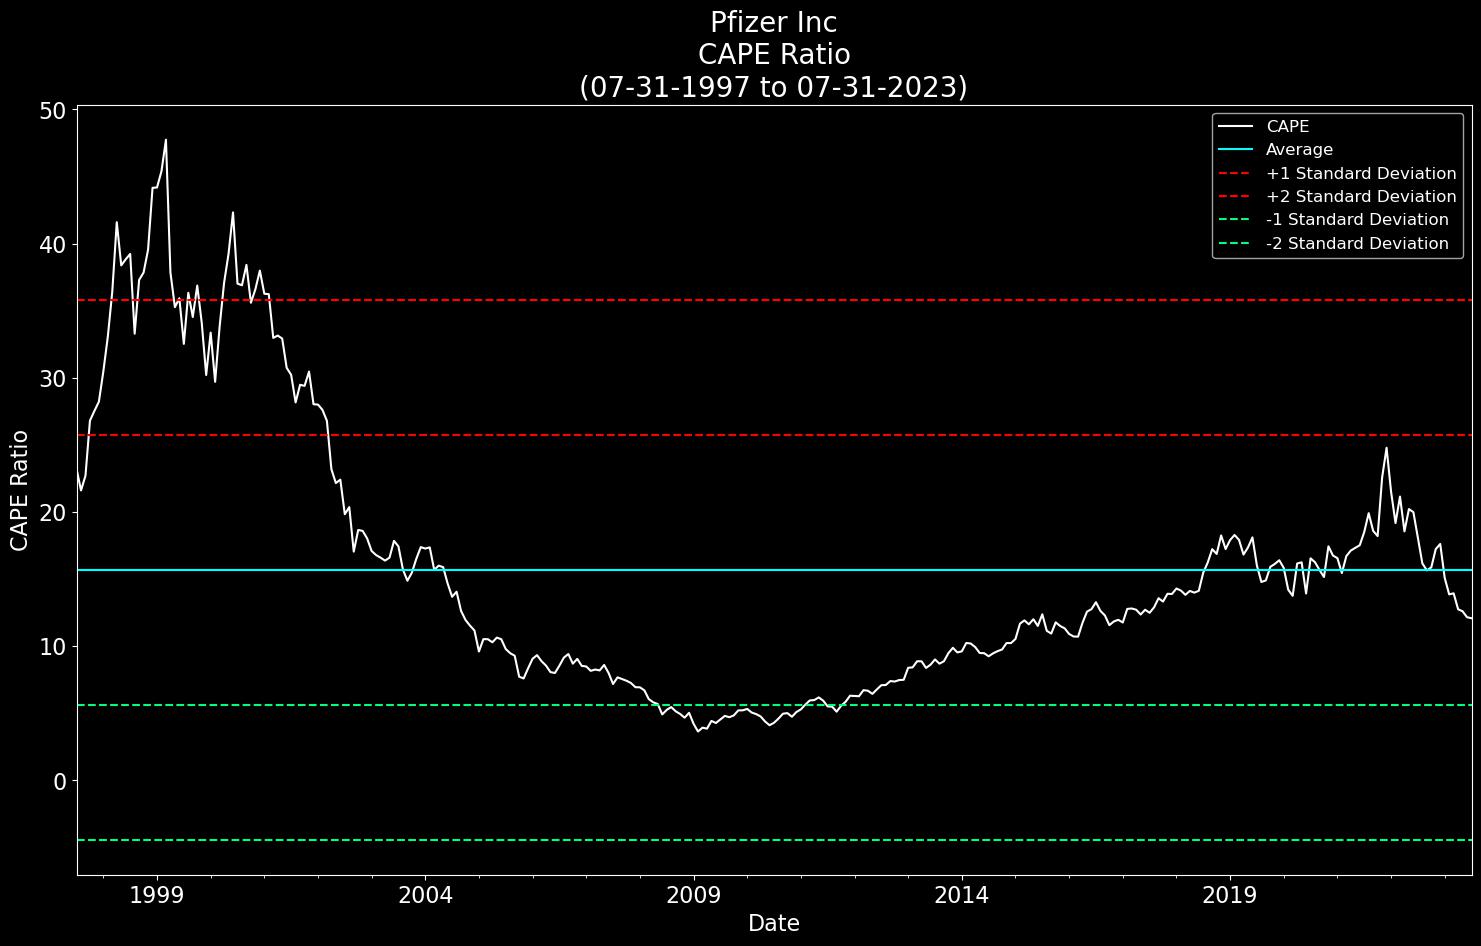 Pfizer Inc
CAPE Ratio
(07-31-1997 to 07-31-2023)
50
40
30
20
10
0
CAPE Ratio
CAPE
Average
+1 Standard Deviation
+2 Standard Deviation
-1 Standard Deviation
-2 Standard Deviation
1999
2004
2009
2014
2019
Date